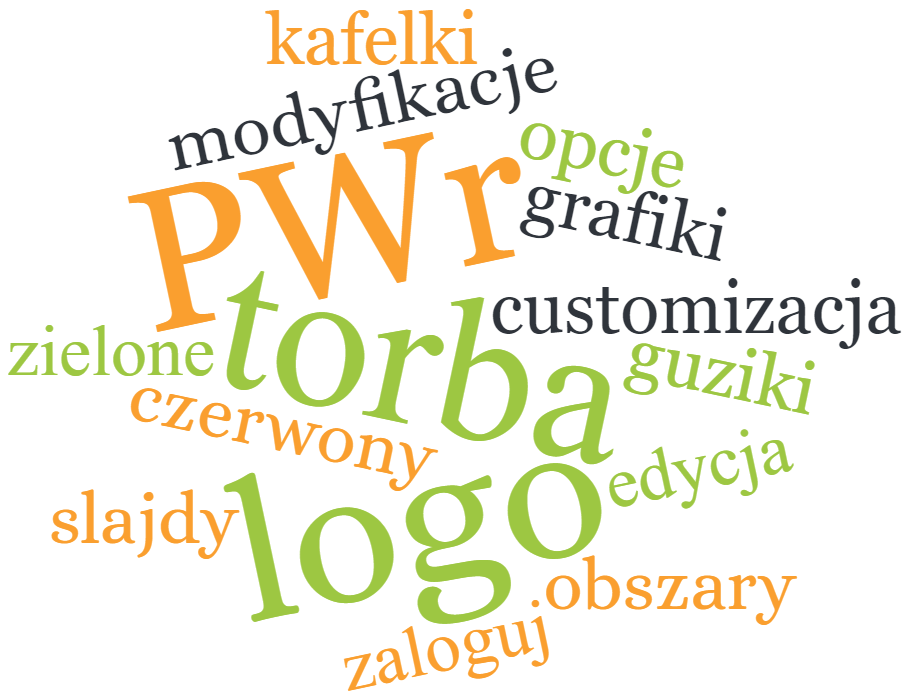 kafelki
modyfikacje
opcje
PWr
grafiki
customizacja
torba
zielone
guziki
czerwony
edycja
logo
slajdy
obszary
zaloguj